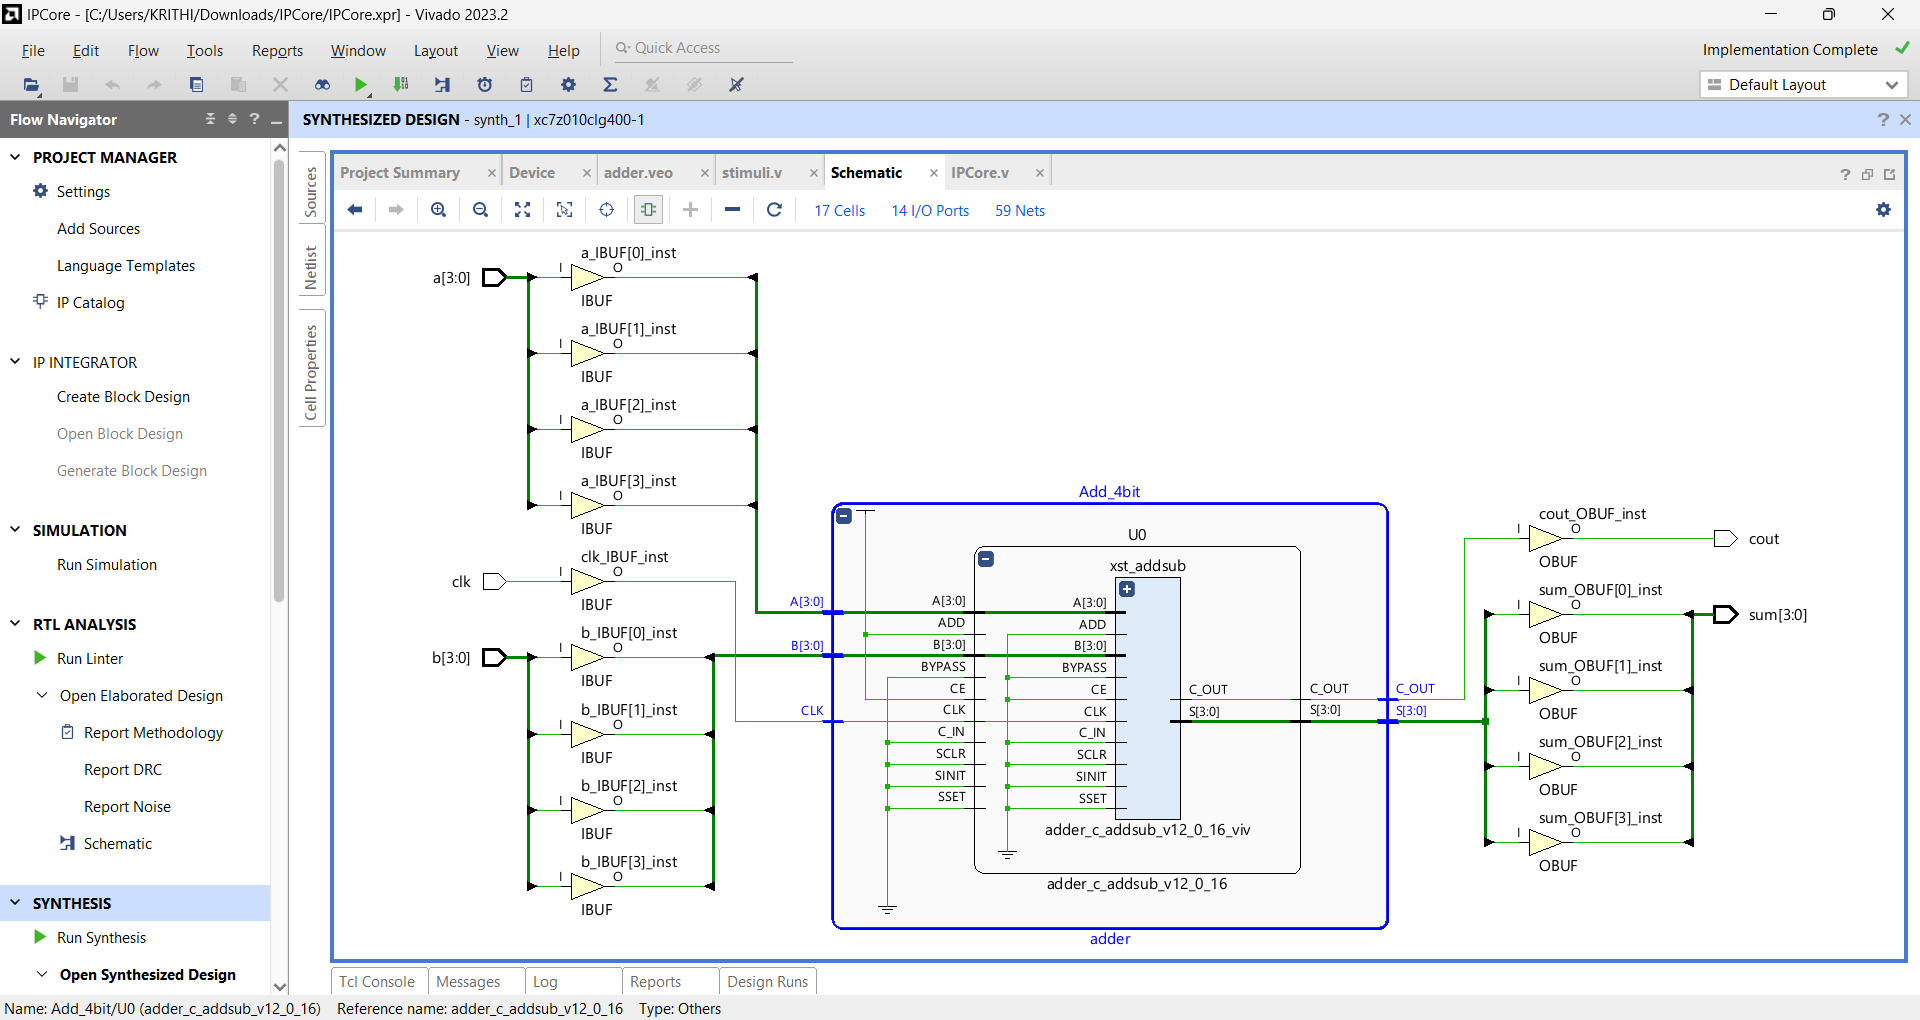 IPCore - [C:/Users/KRITHI/Downloads/IPCore/IPCore.xpr] - Vivado 2023.2
File Edit Flow Tools Reports Window Layout View Help Quick Access
Implementation Complete
Default Layout
Flow Navigator
SYNTHESIZED DESIGN - synth_1 | xc7z010clg400-1
PROJECT MANAGER
Settings
Add Sources
Language Templates
IP Catalog
IP INTEGRATOR
Create Block Design
Open Block Design
Generate Block Design
SIMULATION
Run Simulation
RTL ANALYSIS
Run Linter
Open Elaborated Design
Report Methodology
Report DRC
Report Noise
Schematic
SYNTHESIS
Run Synthesis
Open Synthesized Design
Sources
Netlist
Cell Properties
Project Summary Device adder.veo stimuli.v Schematic IPCore.v
17 Cells 14 I/O Ports 59 Nets
a[3:0]
a_IBUF[0]_inst
I O
IBUF
a_IBUF[1]_inst
I O
IBUF
a_IBUF[2]_inst
I O
IBUF
a_IBUF[3]_inst
I O
IBUF
clk
clk_IBUF_inst
I O
IBUF
b[3:0]
b_IBUF[0]_inst
I O
IBUF
b_IBUF[1]_inst
I O
IBUF
b_IBUF[2]_inst
I O
IBUF
b_IBUF[3]_inst
I O
IBUF
Add_4bit
A[3:0]
B[3:0]
CLK
U0
A[3:0]
ADD
B[3:0]
BYPASS
CE
CLK
C_IN
SCLR
SINIT
SSET
xst_addsub
A[3:0]
ADD
B[3:0]
BYPASS
CE
CLK
C_IN
SCLR
SINIT
SSET
C_OUT
S[3:0]
adder_c_addsub_v12_0_16_viv
C_OUT
S[3:0]
adder_c_addsub_v12_0_16
C_OUT
S[3:0]
adder
cout_OBUF_inst
I O
OBUF
cout
sum_OBUF[0]_inst
I O
OBUF
sum[3:0]
sum_OBUF[1]_inst
I O
OBUF
sum_OBUF[2]_inst
I O
OBUF
sum_OBUF[3]_inst
I O
OBUF
Tcl Console Messages Log Reports Design Runs
Name: Add_4bit/U0 (adder_c_addsub_v12_0_16) Reference name: adder_c_addsub_v12_0_16 Type: Others